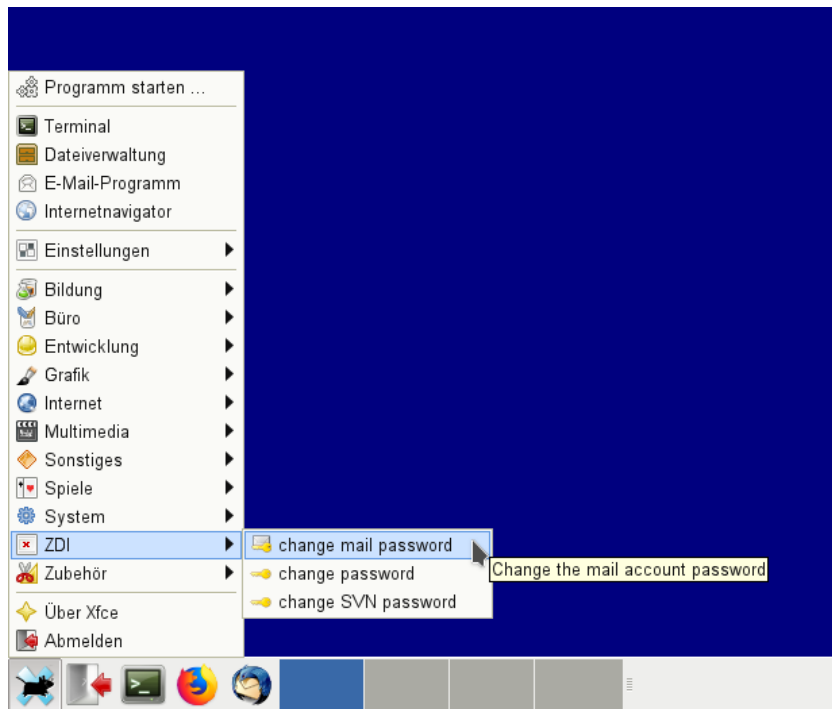 Programm starten ...
Terminal
Dateiverwaltung
E-Mail-Programm
Internetnavigator
Einstellungen
Bildung
Büro
Entwicklung
Grafik
Internet
Multimedia
Sonstiges
Spiele
System
ZDI
Zubehör
Über Xfce
Abmelden
change mail password
change password
change SVN password
Change the mail account password